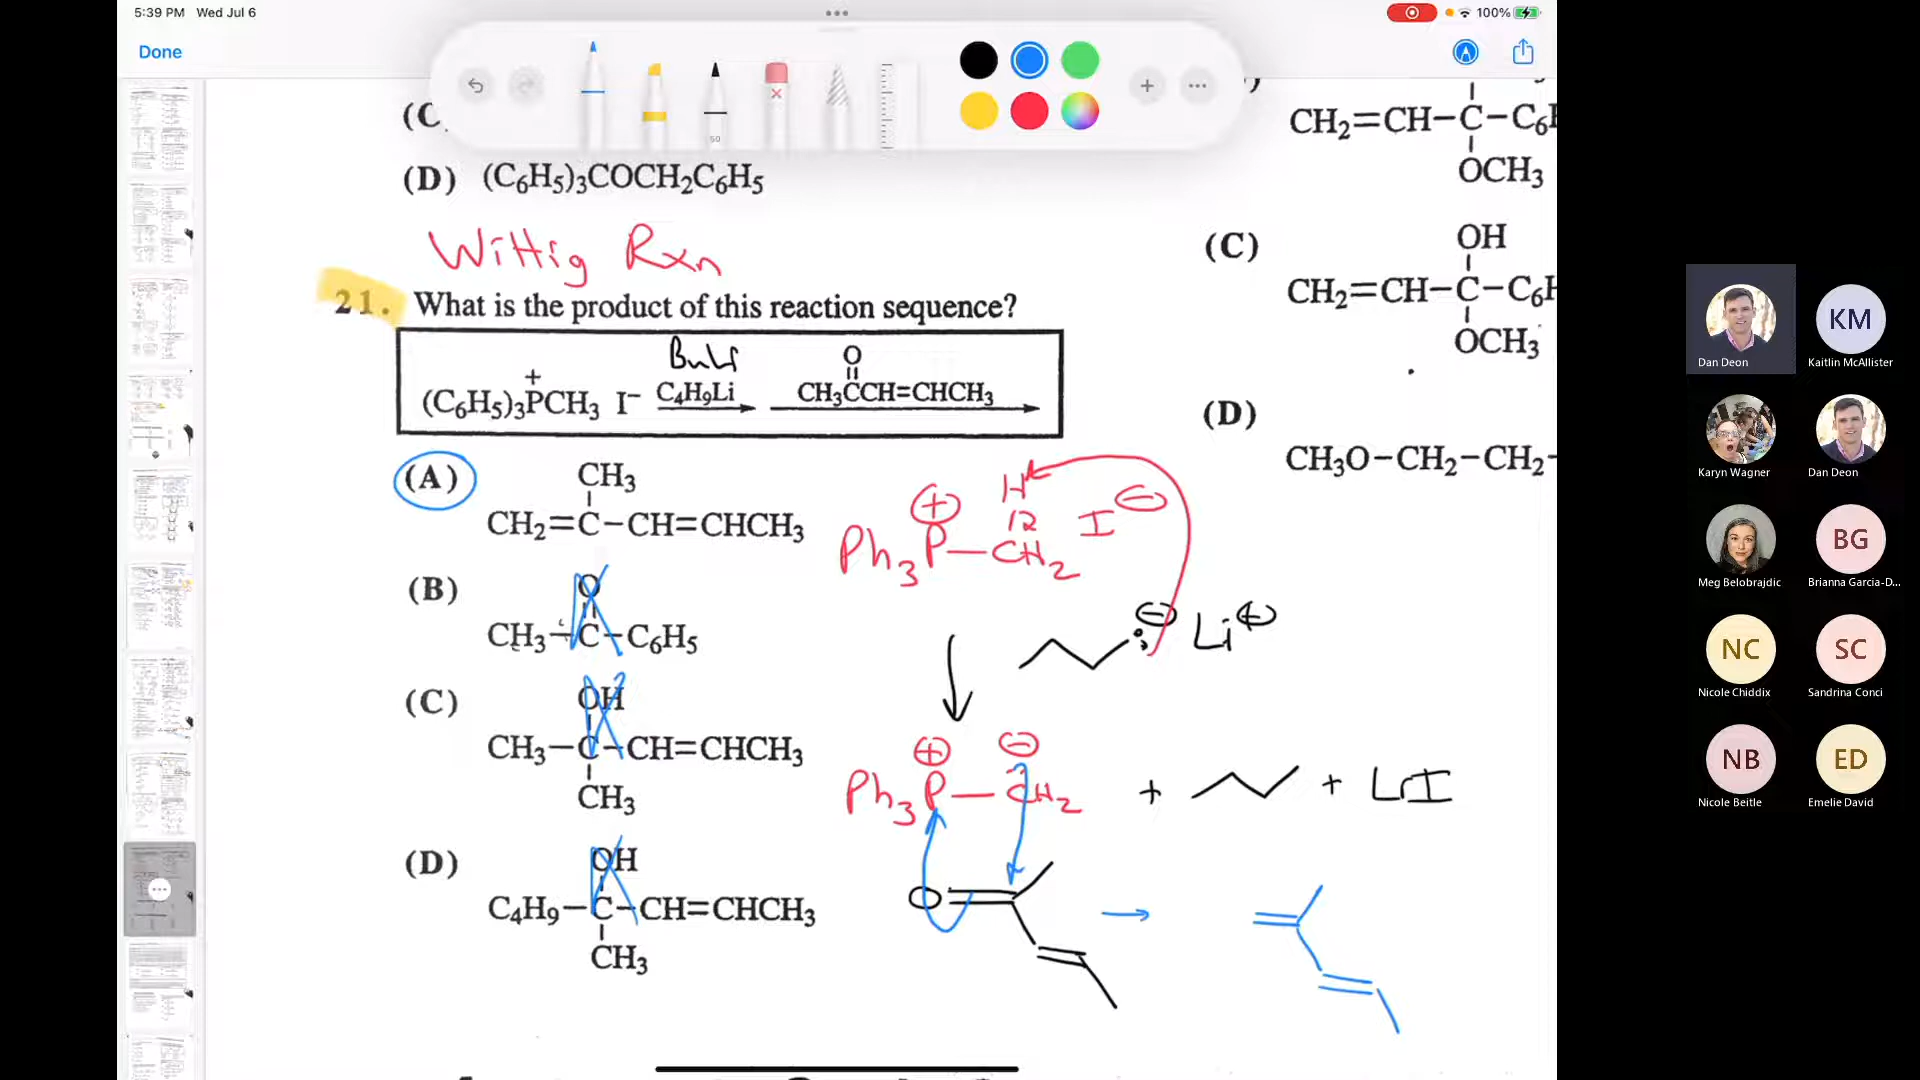 5:39 PM Wed Jul 6
100%
Done
50
(C
(D) (C₆H₅)₃COCH₂C₆H₅
Wittig Rxn
21. What is the product of this reaction sequence?
BuLi
O
+
(C₆H₅)₃PCH₃ I⁻ C₄H₉Li CH₃CCH=CHCH₃
(A)
CH₃
CH₂=C–CH=CHCH₃
(B)
O
CH₃–C–C₆H₅
(C)
OH
CH₃–C–CH=CHCH₃
CH₃
(D)
OH
C₄H₉–C–CH=CHCH₃
CH₃
⊕ H I ⊖
Ph₃P–CH₂
⊖ Li⊕
⊕ ⊖
Ph₃P–CH₂ + + LiI
O
CH₂=CH–C–C₆H
OCH₃
(C)
OH
CH₂=CH–C–C₆H
OCH₃
(D)
CH₃O–CH₂–CH₂–
Dan Deon
KM
Kaitlin McAllister
Karyn Wagner
Dan Deon
Meg Belobrajdic
BG
Brianna Garcia-D...
NC
Nicole Chiddix
SC
Sandrina Conci
NB
Nicole Beitle
ED
Emelie David